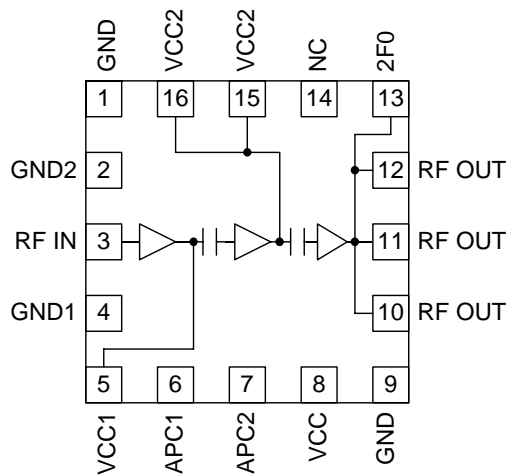 GND
VCC2
VCC2
NC
2F0
1
16
15
14
13
GND2
2
12
RF OUT
RF IN
3
11
RF OUT
GND1
4
10
RF OUT
5
6
7
8
9
VCC1
APC1
APC2
VCC
GND